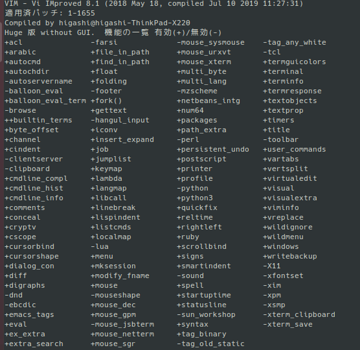 VIM - Vi IMproved 8.1 (2018 May 18, compiled Jul 10 2019 11:27:31)
適用済パッチ: 1-1655
Compiled by higashi@higashi-ThinkPad-X220
Huge 版 without GUI.  機能の一覧 有効(+)/無効(-)
+acl -farsi +mouse_sysmouse -tag_any_white
+arabic +file_in_path +mouse_urxvt -tcl
+autocmd +find_in_path +mouse_xterm +termguicolors
+autochdir +float +multi_byte +terminal
-autoservername +folding +multi_lang +terminfo
-balloon_eval -footer -mzscheme +termresponse
+balloon_eval_term +fork() +netbeans_intg +textobjects
-browse +gettext +num64 +textprop
++builtin_terms -hangul_input +packages +timers
+byte_offset +iconv +path_extra +title
+channel +insert_expand -perl -toolbar
+cindent +job +persistent_undo +user_commands
-clientserver +jumplist +postscript +vartabs
-clipboard +keymap +printer +vertsplit
+cmdline_compl +lambda +profile +virtualedit
+cmdline_hist +langmap -python +visual
+cmdline_info +libcall +python3 +visualextra
+comments +linebreak +quickfix +viminfo
+conceal +lispindent +reltime +vreplace
+cryptv +listcmds +rightleft +wildignore
+cscope +localmap +ruby +wildmenu
+cursorbind -lua +scrollbind +windows
+cursorshape +menu +signs +writebackup
+dialog_con +mksession +smartindent -X11
+diff +modify_fname -sound -xfontset
+digraphs +mouse +spell -xim
-dnd -mouseshape +startuptime -xpm
-ebcdic +mouse_dec +statusline -xsmp
+emacs_tags +mouse_gpm -sun_workshop -xterm_clipboard
+eval -mouse_jsbterm +syntax -xterm_save
+ex_extra +mouse_netterm +tag_binary
+extra_search +mouse_sgr -tag_old_static